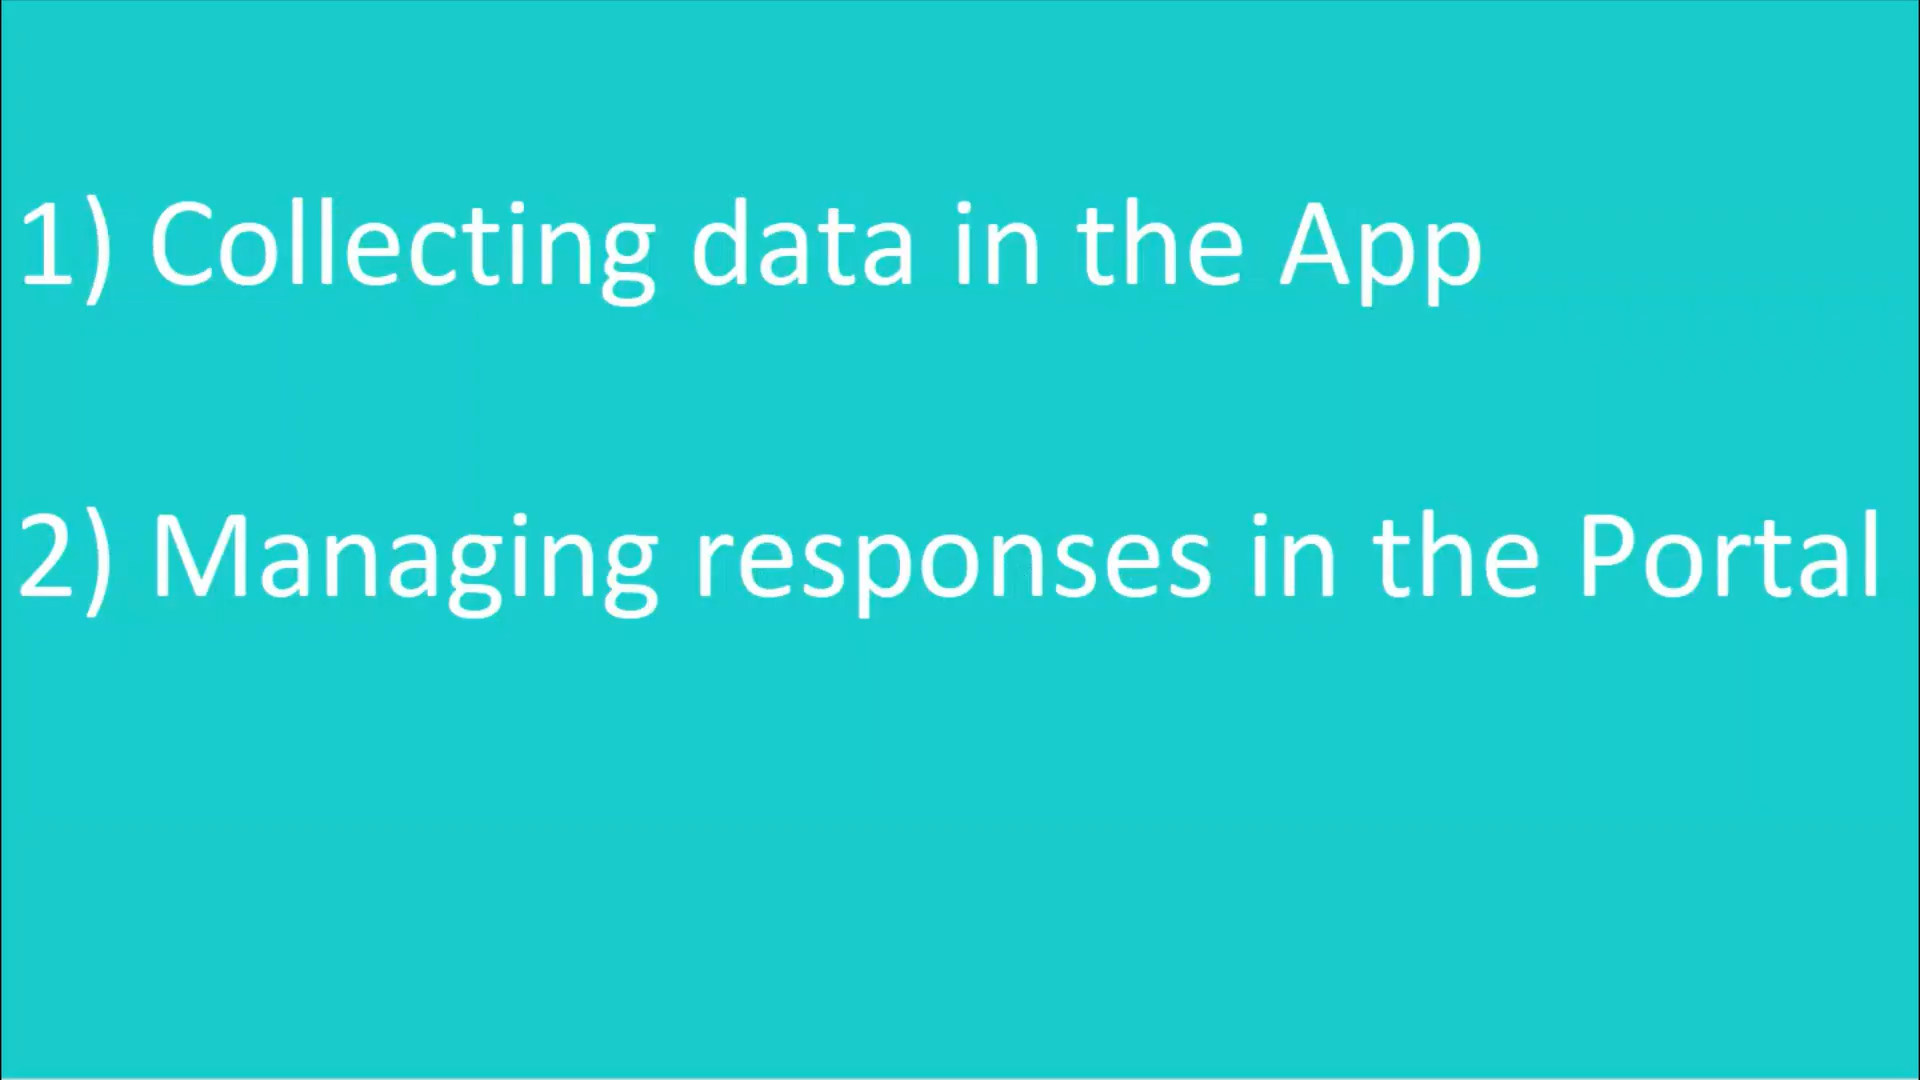 1) Collecting data in the App
2) Managing responses in the Portal